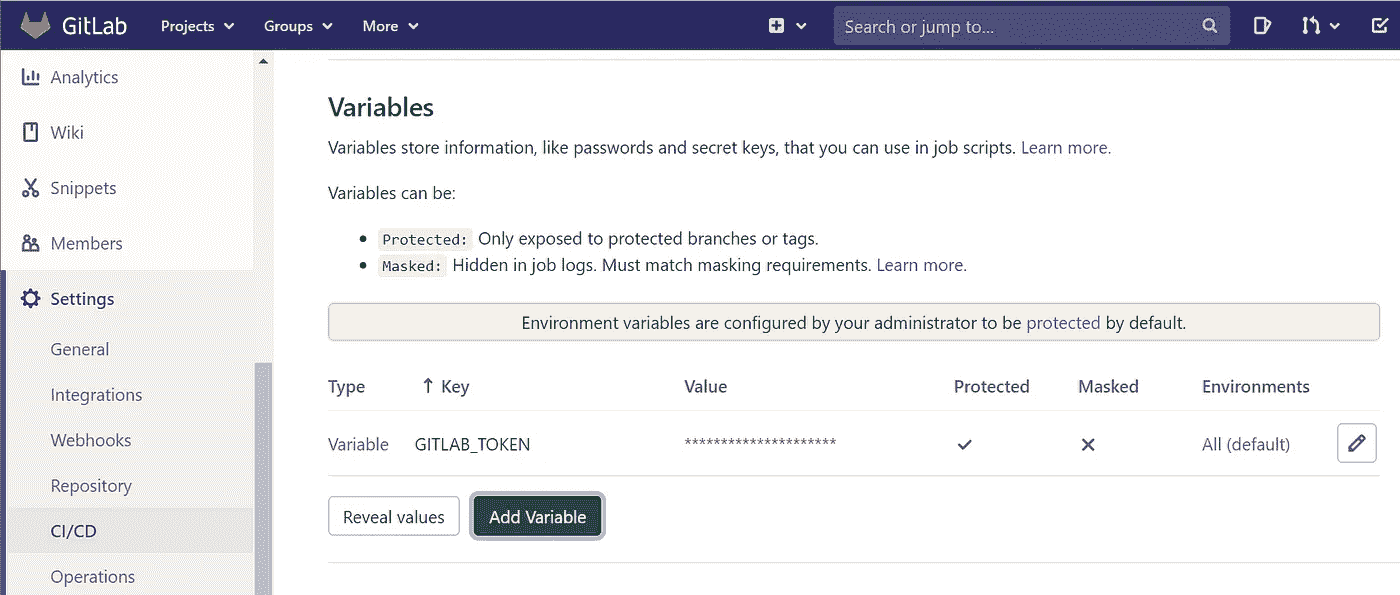 GitLab Projects Groups More Search or jump to...
Analytics
Wiki
Snippets
Members
Settings
General
Integrations
Webhooks
Repository
CI/CD
Operations
Variables
Variables store information, like passwords and secret keys, that you can use in job scripts. Learn more.
Variables can be:
Protected: Only exposed to protected branches or tags.
Masked: Hidden in job logs. Must match masking requirements. Learn more.
Environment variables are configured by your administrator to be protected by default.
Type ↑ Key Value Protected Masked Environments
Variable GITLAB_TOKEN ********************* All (default)
Reveal values Add Variable